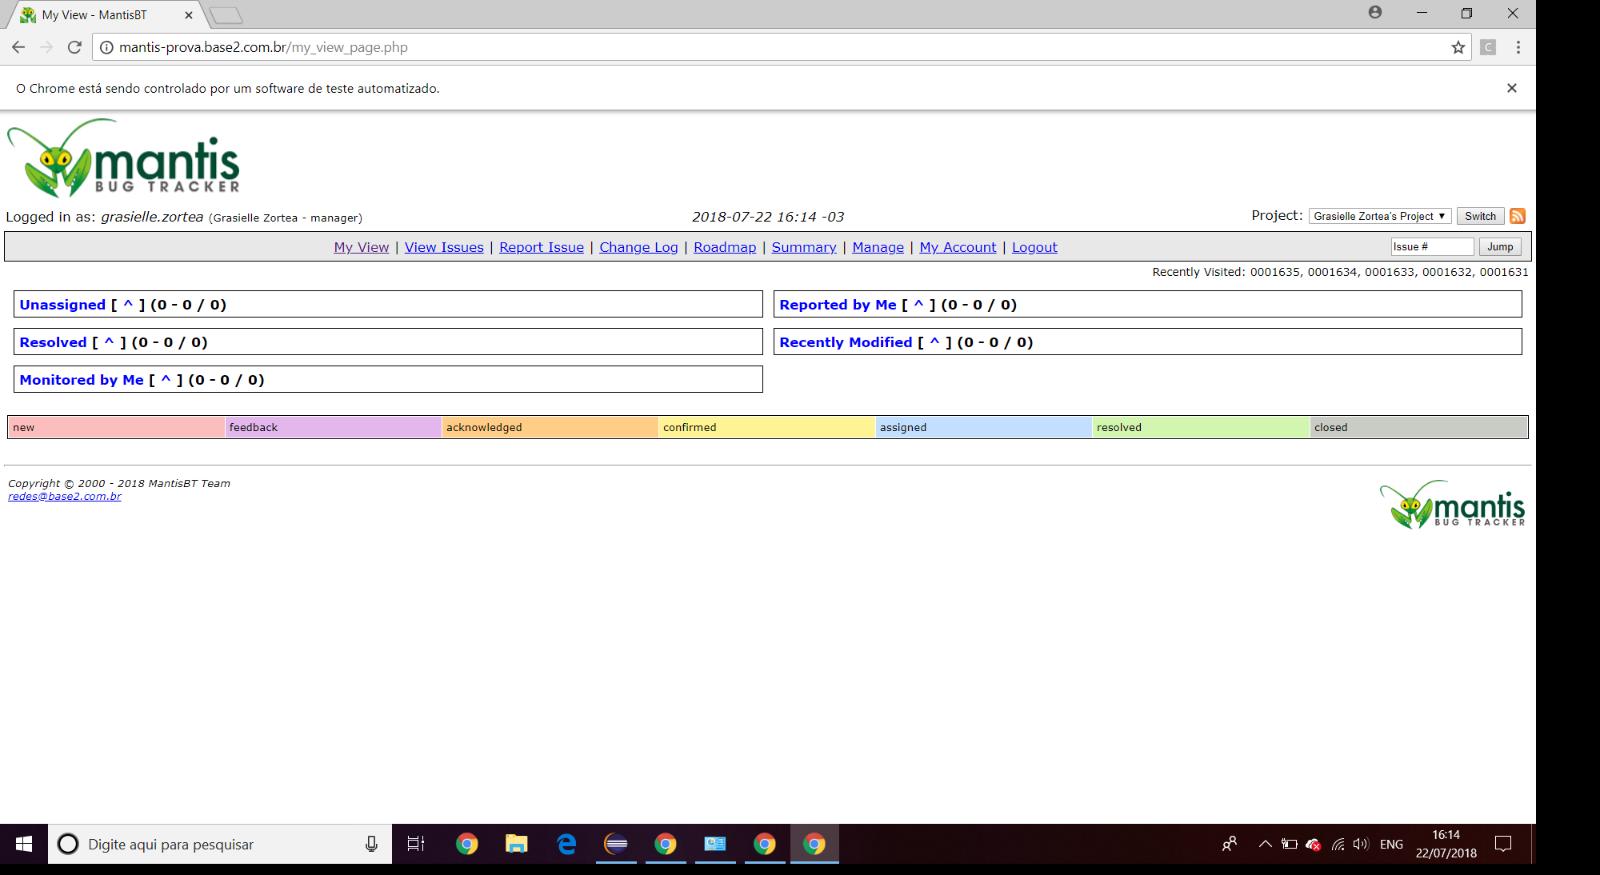 My View - MantisBT
mantis-prova.base2.com.br/my_view_page.php
O Chrome está sendo controlado por um software de teste automatizado.
mantis
BUG TRACKER
Logged in as: grasielle.zortea (Grasielle Zortea - manager) 2018-07-22 16:14 -03 Project: Grasielle Zortea's Project Switch
My View | View Issues | Report Issue | Change Log | Roadmap | Summary | Manage | My Account | Logout Issue # Jump
Recently Visited: 0001635, 0001634, 0001633, 0001632, 0001631
Unassigned [ ^ ] (0 - 0 / 0) Reported by Me [ ^ ] (0 - 0 / 0)
Resolved [ ^ ] (0 - 0 / 0) Recently Modified [ ^ ] (0 - 0 / 0)
Monitored by Me [ ^ ] (0 - 0 / 0)
new feedback acknowledged confirmed assigned resolved closed
Copyright © 2000 - 2018 MantisBT Team
redes@base2.com.br
mantis
BUG TRACKER
Digite aqui para pesquisar ENG 16:14
22/07/2018